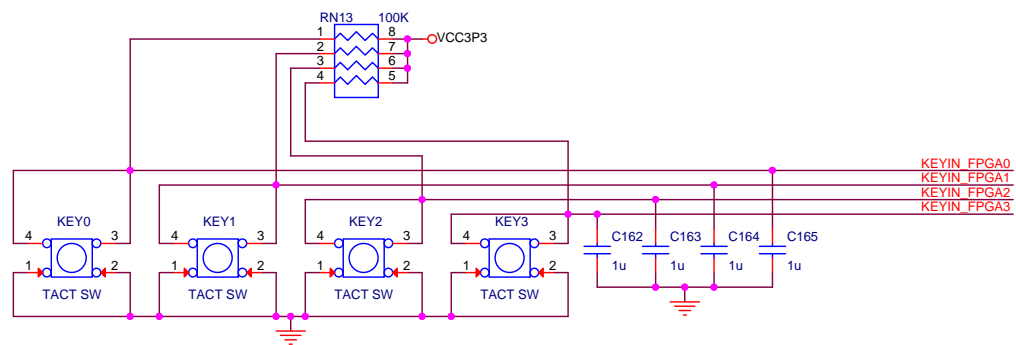 RN13 100K
1 8 VCC3P3
2 7
3 6
4 5
KEYIN_FPGA0
KEYIN_FPGA1
KEYIN_FPGA2
KEYIN_FPGA3
KEY0 KEY1 KEY2 KEY3
4 3 4 3 4 3 4 3 C162 C163 C164 C165
1 2 1 2 1 2 1 2 1u 1u 1u 1u
TACT SW TACT SW TACT SW TACT SW